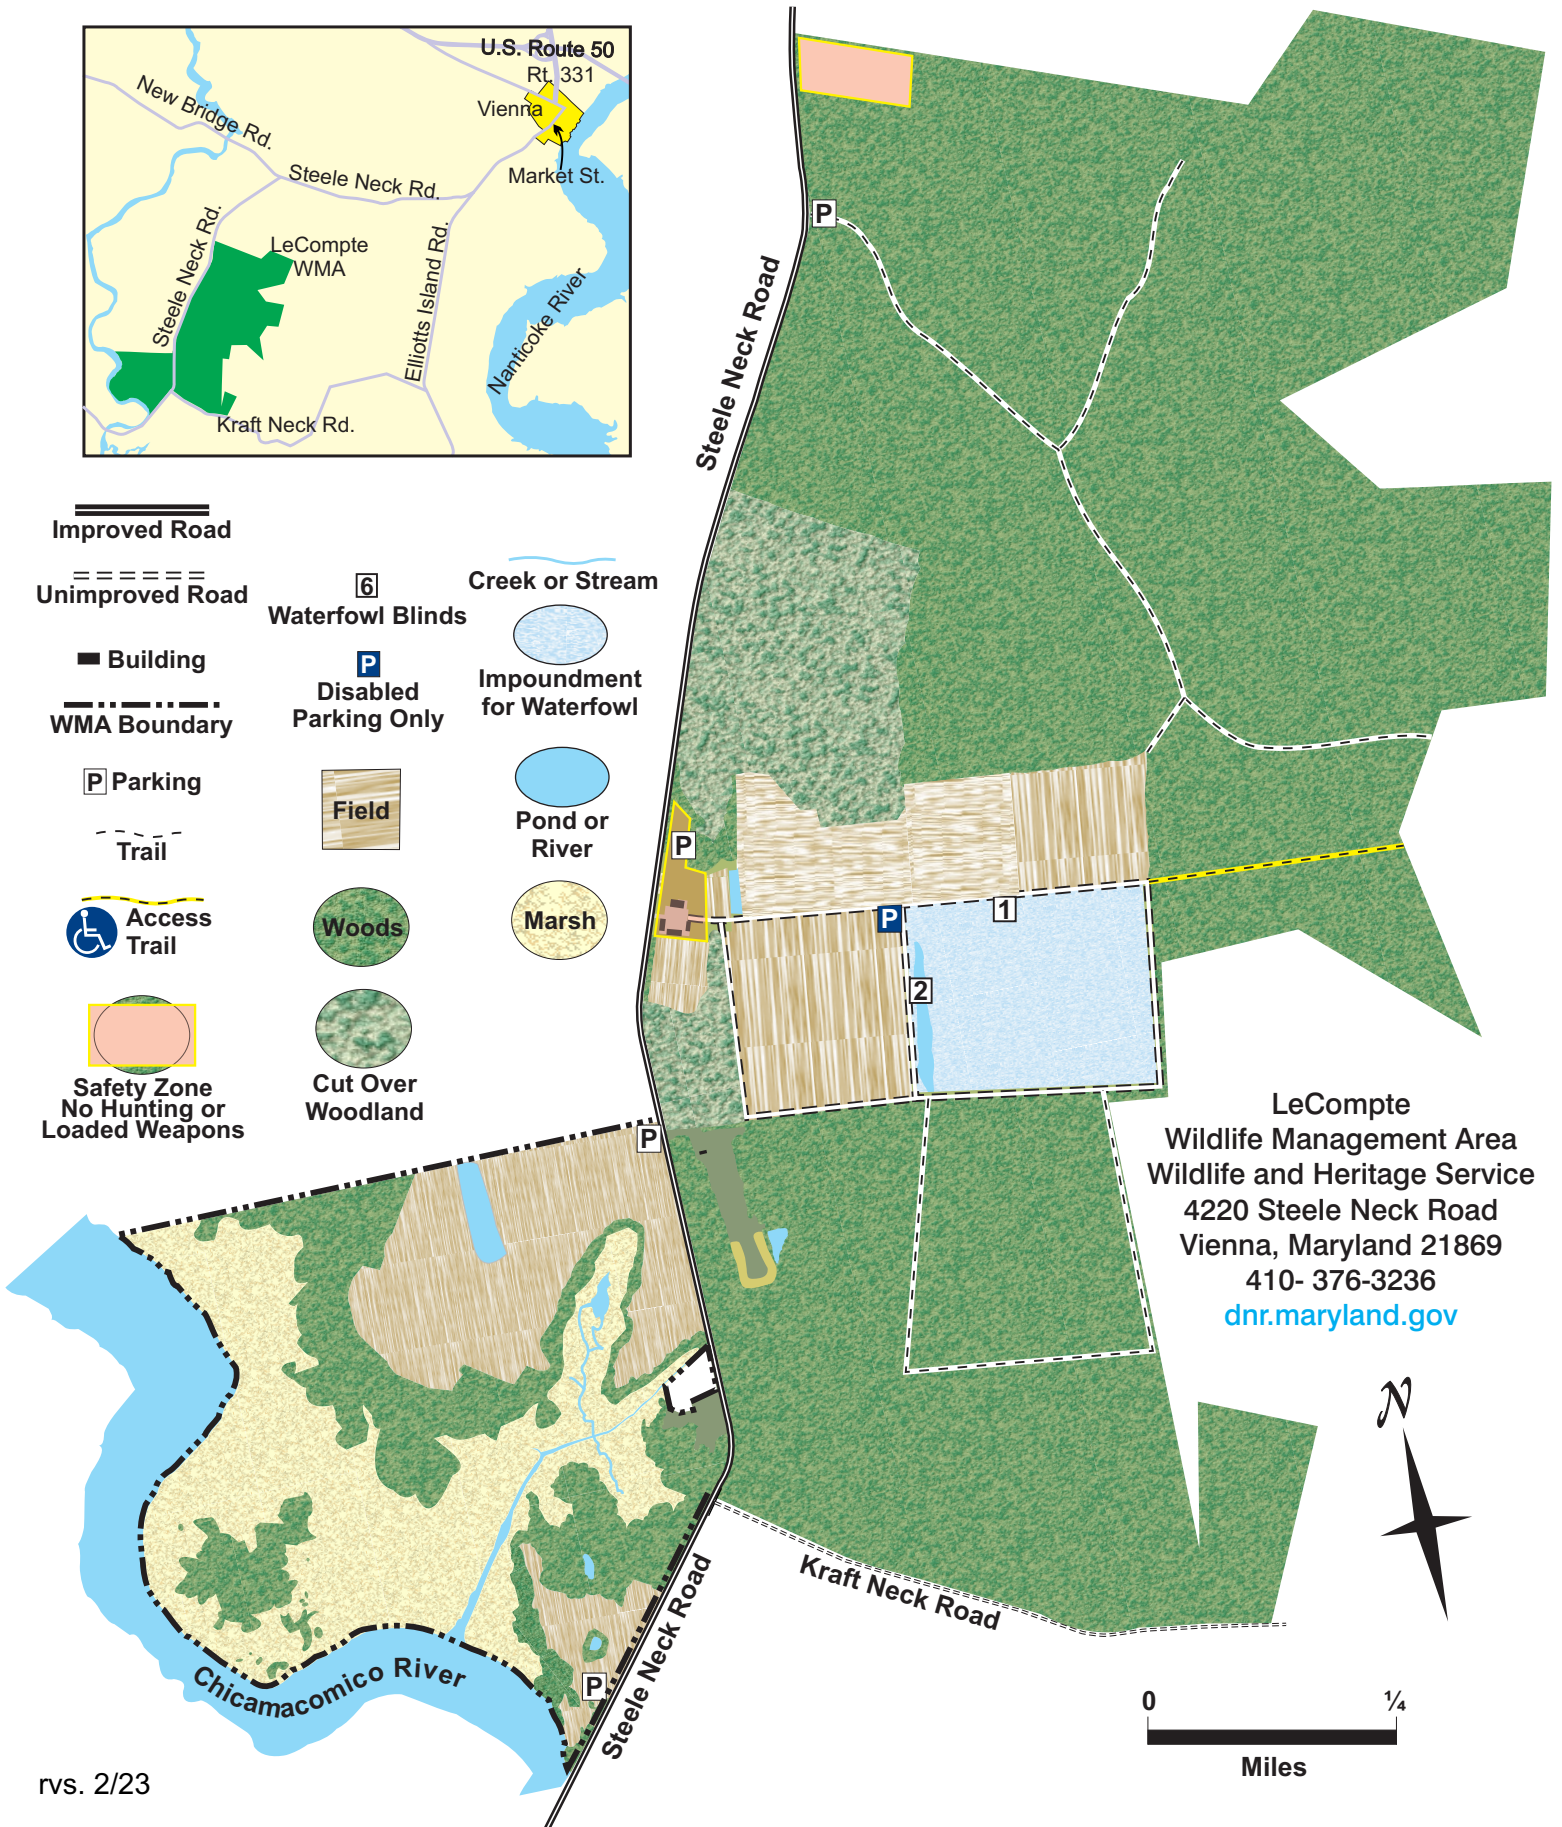 U.S. Route 50
Rt. 331
New Bridge Rd.
Vienna
Market St.
Steele Neck Rd.
Steele Neck Rd.
LeCompte
WMA
Elliotts Island Rd.
Nanticoke River
Kraft Neck Rd.
Improved Road
Unimproved Road
Building
WMA Boundary
P Parking
Trail
Access
Trail
Safety Zone
No Hunting or
Loaded Weapons
6
Waterfowl Blinds
P
Disabled
Parking Only
Field
Woods
Cut Over
Woodland
Creek or Stream
Impoundment
for Waterfowl
Pond or
River
Marsh
P
Steele Neck Road
P
P
1
2
P
LeCompte
Wildlife Management Area
Wildlife and Heritage Service
4220 Steele Neck Road
Vienna, Maryland 21869
410- 376-3236
dnr.maryland.gov
N
Kraft Neck Road
Steele Neck Road
P
Chicamacomico River
0 ¼
Miles
rvs. 2/23